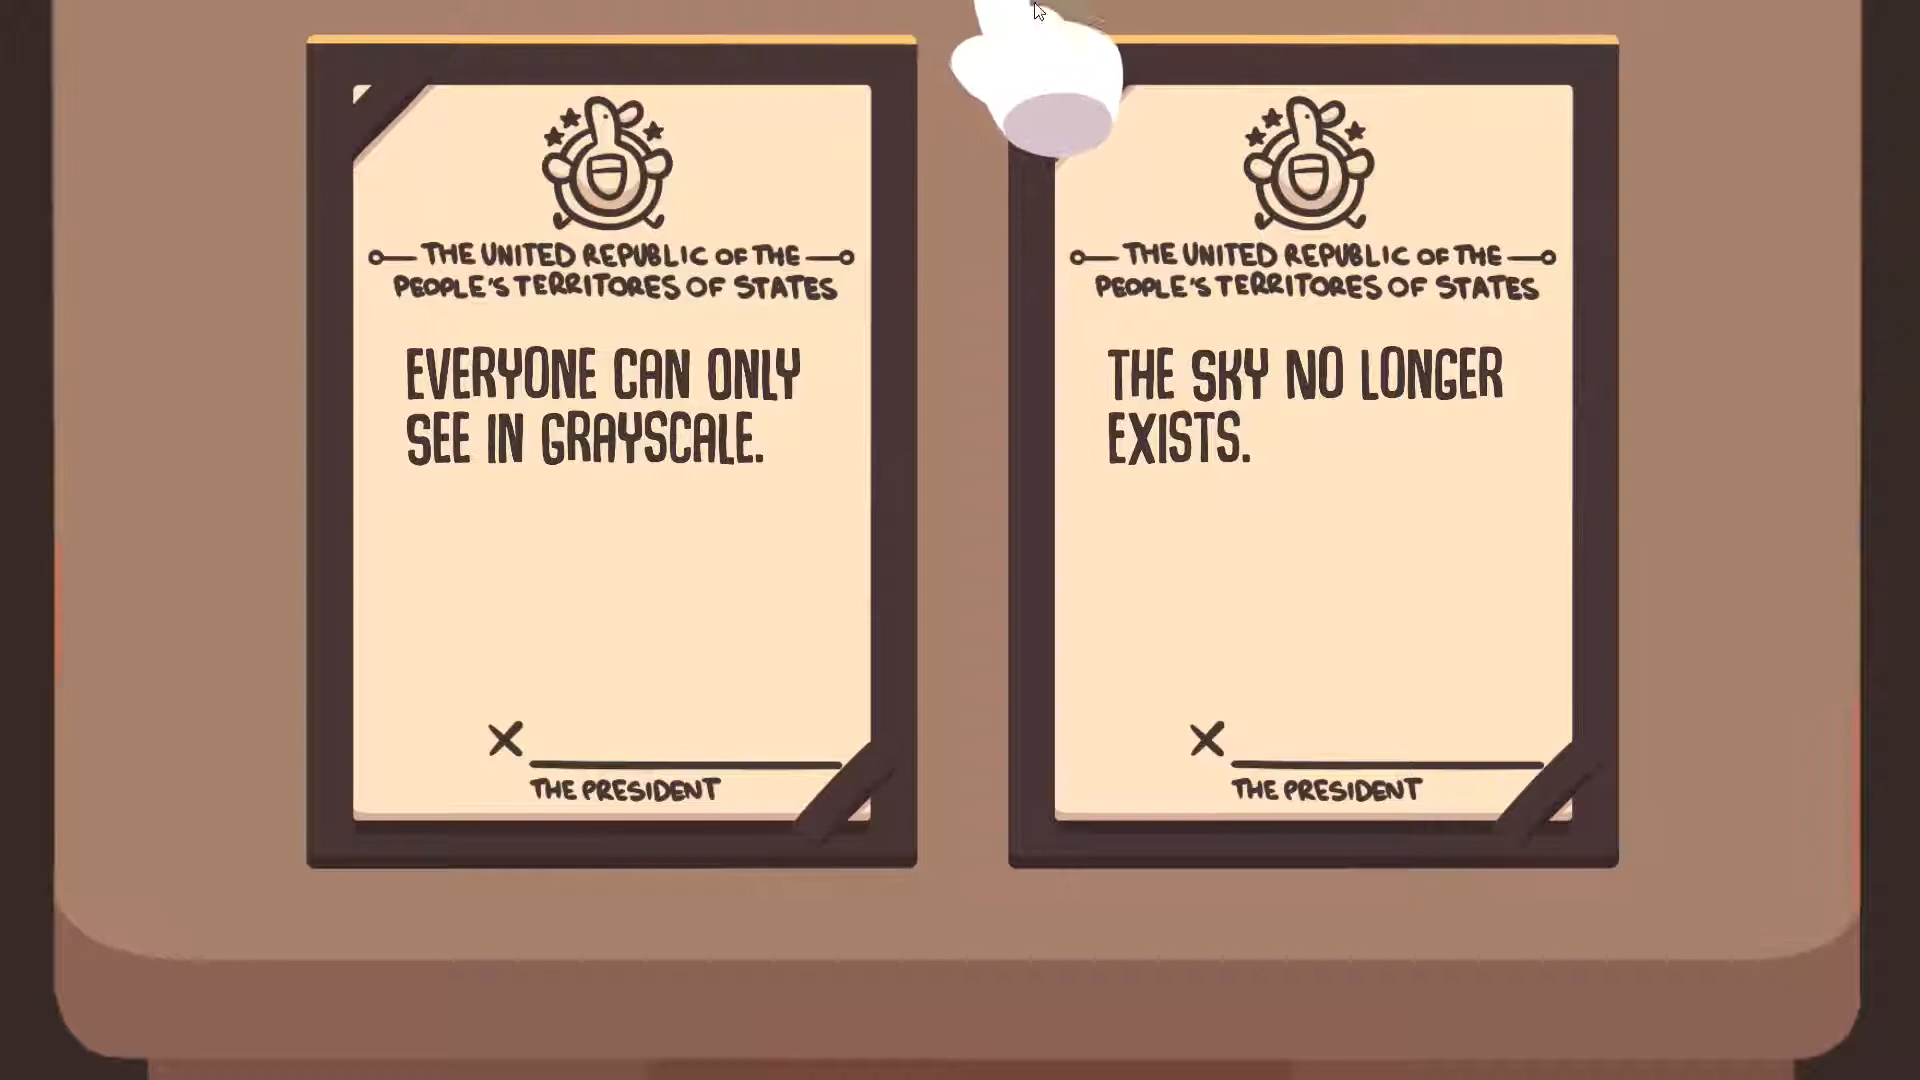 THE UNITED REPUBLIC OF THE
PEOPLE'S TERRITORES OF STATES
EVERYONE CAN ONLY
SEE IN GRAYSCALE.
X
THE PRESIDENT
THE UNITED REPUBLIC OF THE
PEOPLE'S TERRITORES OF STATES
THE SKY NO LONGER
EXISTS.
X
THE PRESIDENT